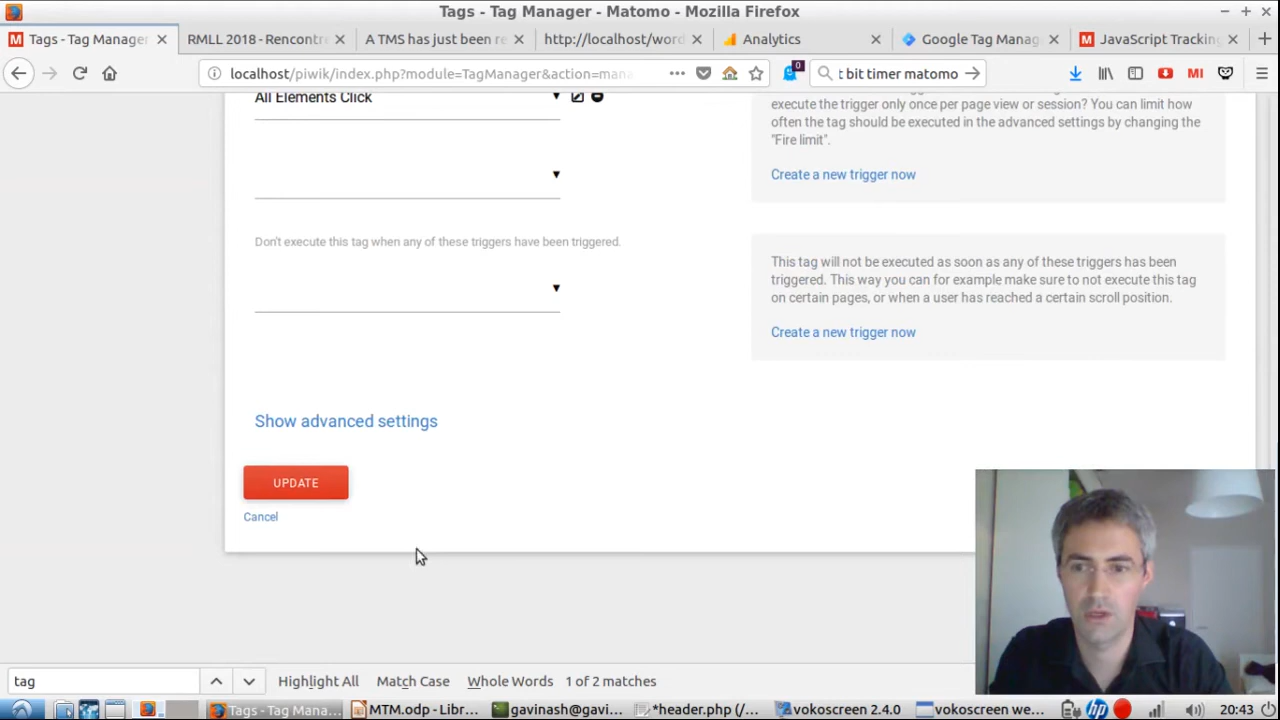 Tags - Tag Manager - Matomo - Mozilla Firefox
Tags - Tag Manager
RMLL 2018 - Rencontre
A TMS has just been re
http://localhost/word
Analytics
Google Tag Manag
JavaScript Tracking
localhost/piwik/index.php?module=TagManager&action=mana
t bit timer matomo
0
MI
All Elements Click
execute the trigger only once per page view or session? You can limit how
often the tag should be executed in the advanced settings by changing the
"Fire limit".
Create a new trigger now
Don't execute this tag when any of these triggers have been triggered.
This tag will not be executed as soon as any of these triggers has been
triggered. This way you can for example make sure to not execute this tag
on certain pages, or when a user has reached a certain scroll position.
Create a new trigger now
Show advanced settings
UPDATE
Cancel
tag
Highlight All
Match Case
Whole Words
1 of 2 matches
Tags - Tag Mana...
MTM.odp - Libr...
gavinash@gavi...
*header.php (/...
vokoscreen 2.4.0
vokoscreen we...
hp
20:43